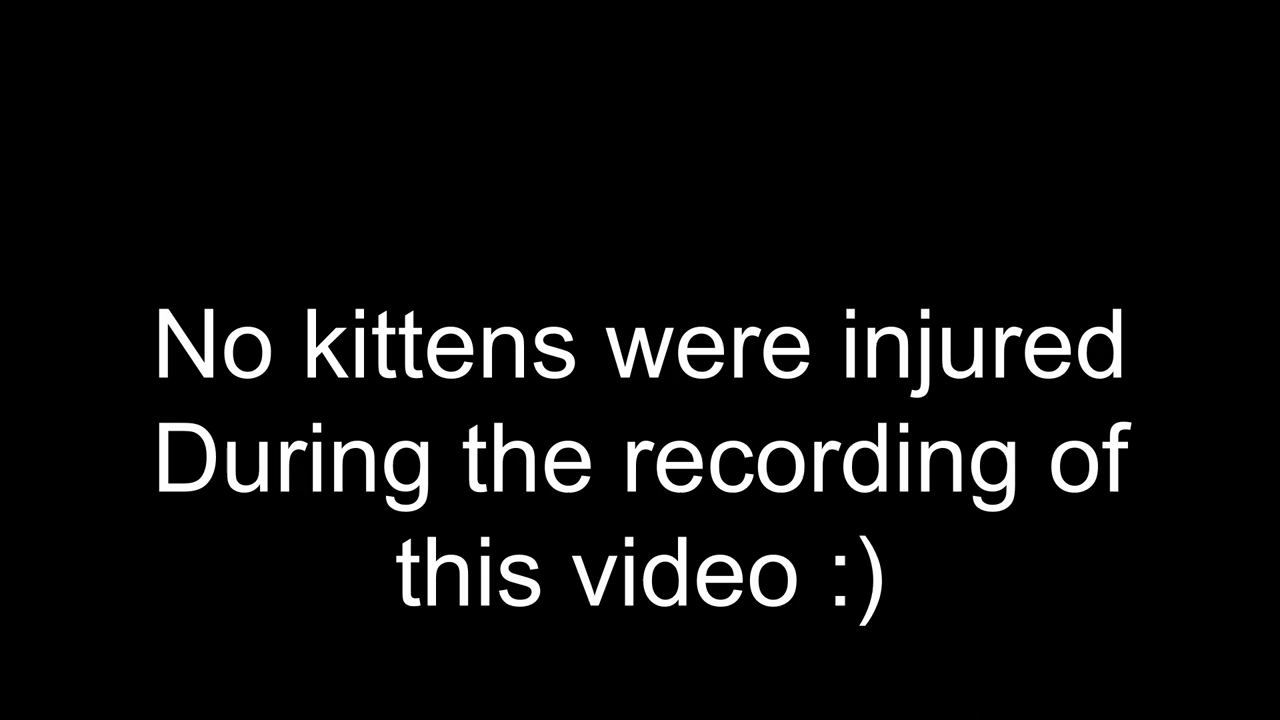 No kittens were injured
During the recording of
this video :)